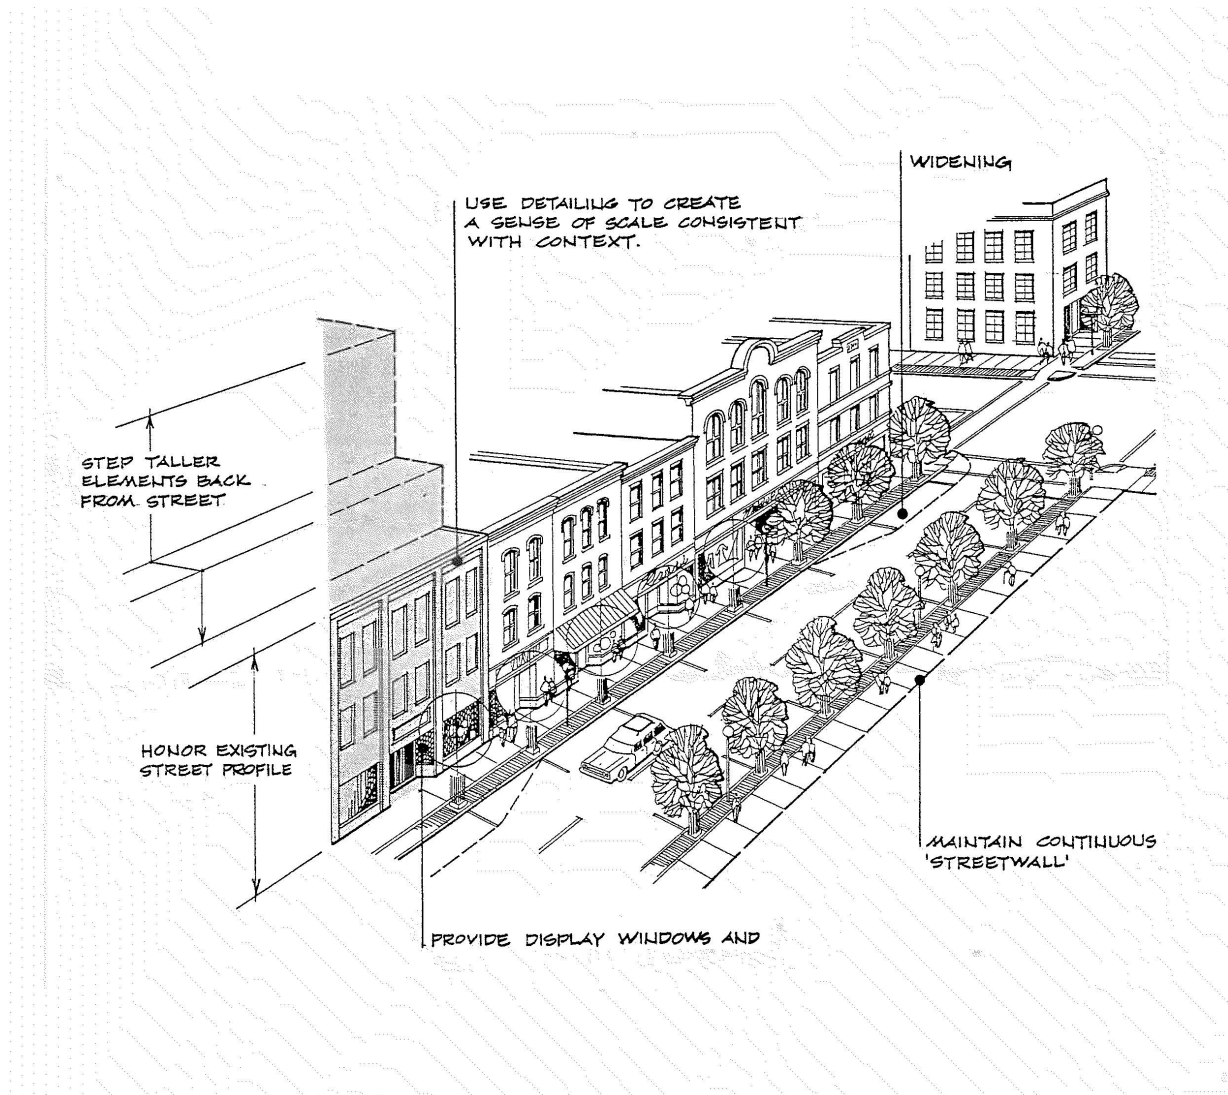 WIDENING
USE DETAILING TO CREATE
A SENSE OF SCALE CONSISTENT
WITH CONTEXT.
STEP TALLER
ELEMENTS BACK
FROM STREET
HONOR EXISTING
STREET PROFILE
MAINTAIN CONTINUOUS
'STREETWALL'
PROVIDE DISPLAY WINDOWS AND